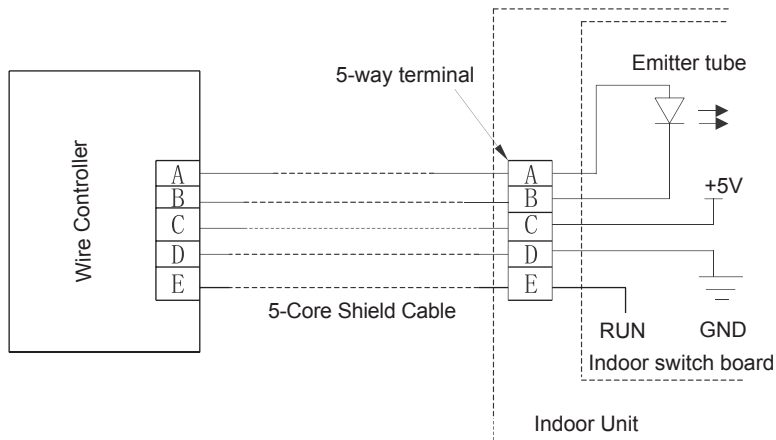 Emitter tube
5-way terminal
Wire Controller
A
B
C
D
E
A
B
C
D
E
+5V
5-Core Shield Cable
RUN
GND
Indoor switch board
Indoor Unit